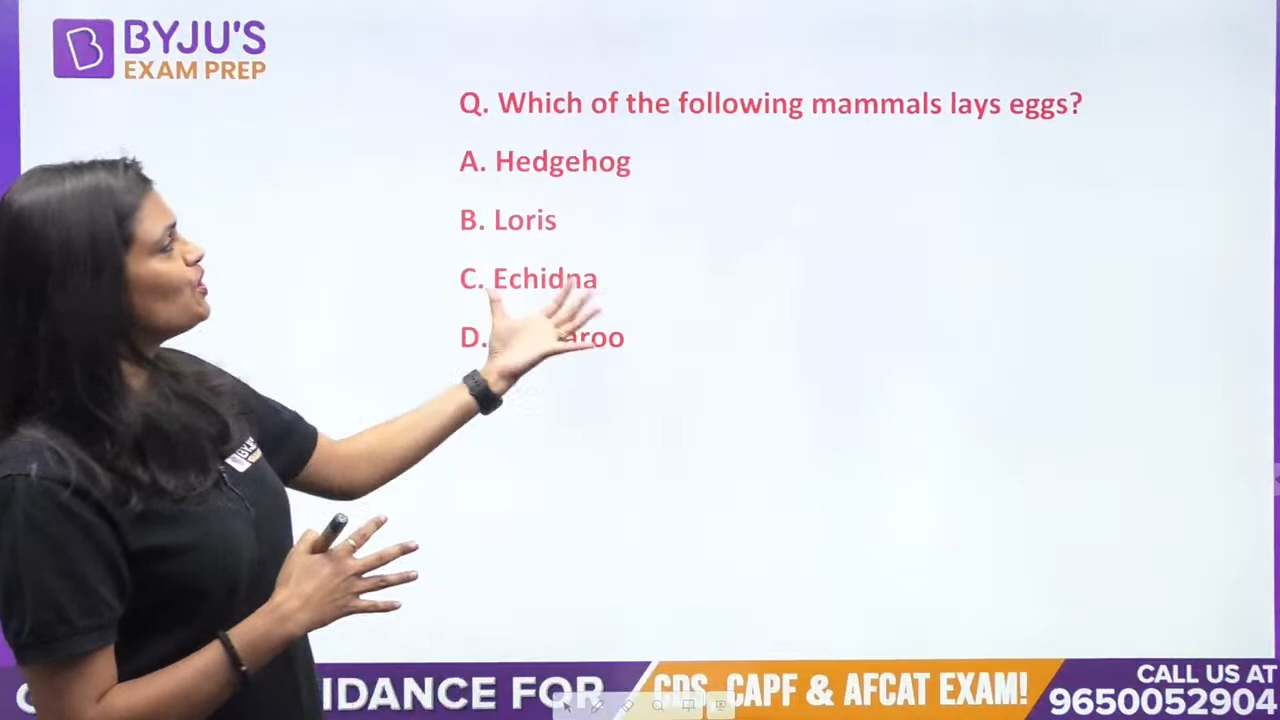 BYJU'S
EXAM PREP
Q. Which of the following mammals lays eggs?
A. Hedgehog
B. Loris
C. Echidna
D.
IDANCE FOR
CDS, CAPF & AFCAT EXAM!
CALL US AT
9650052904